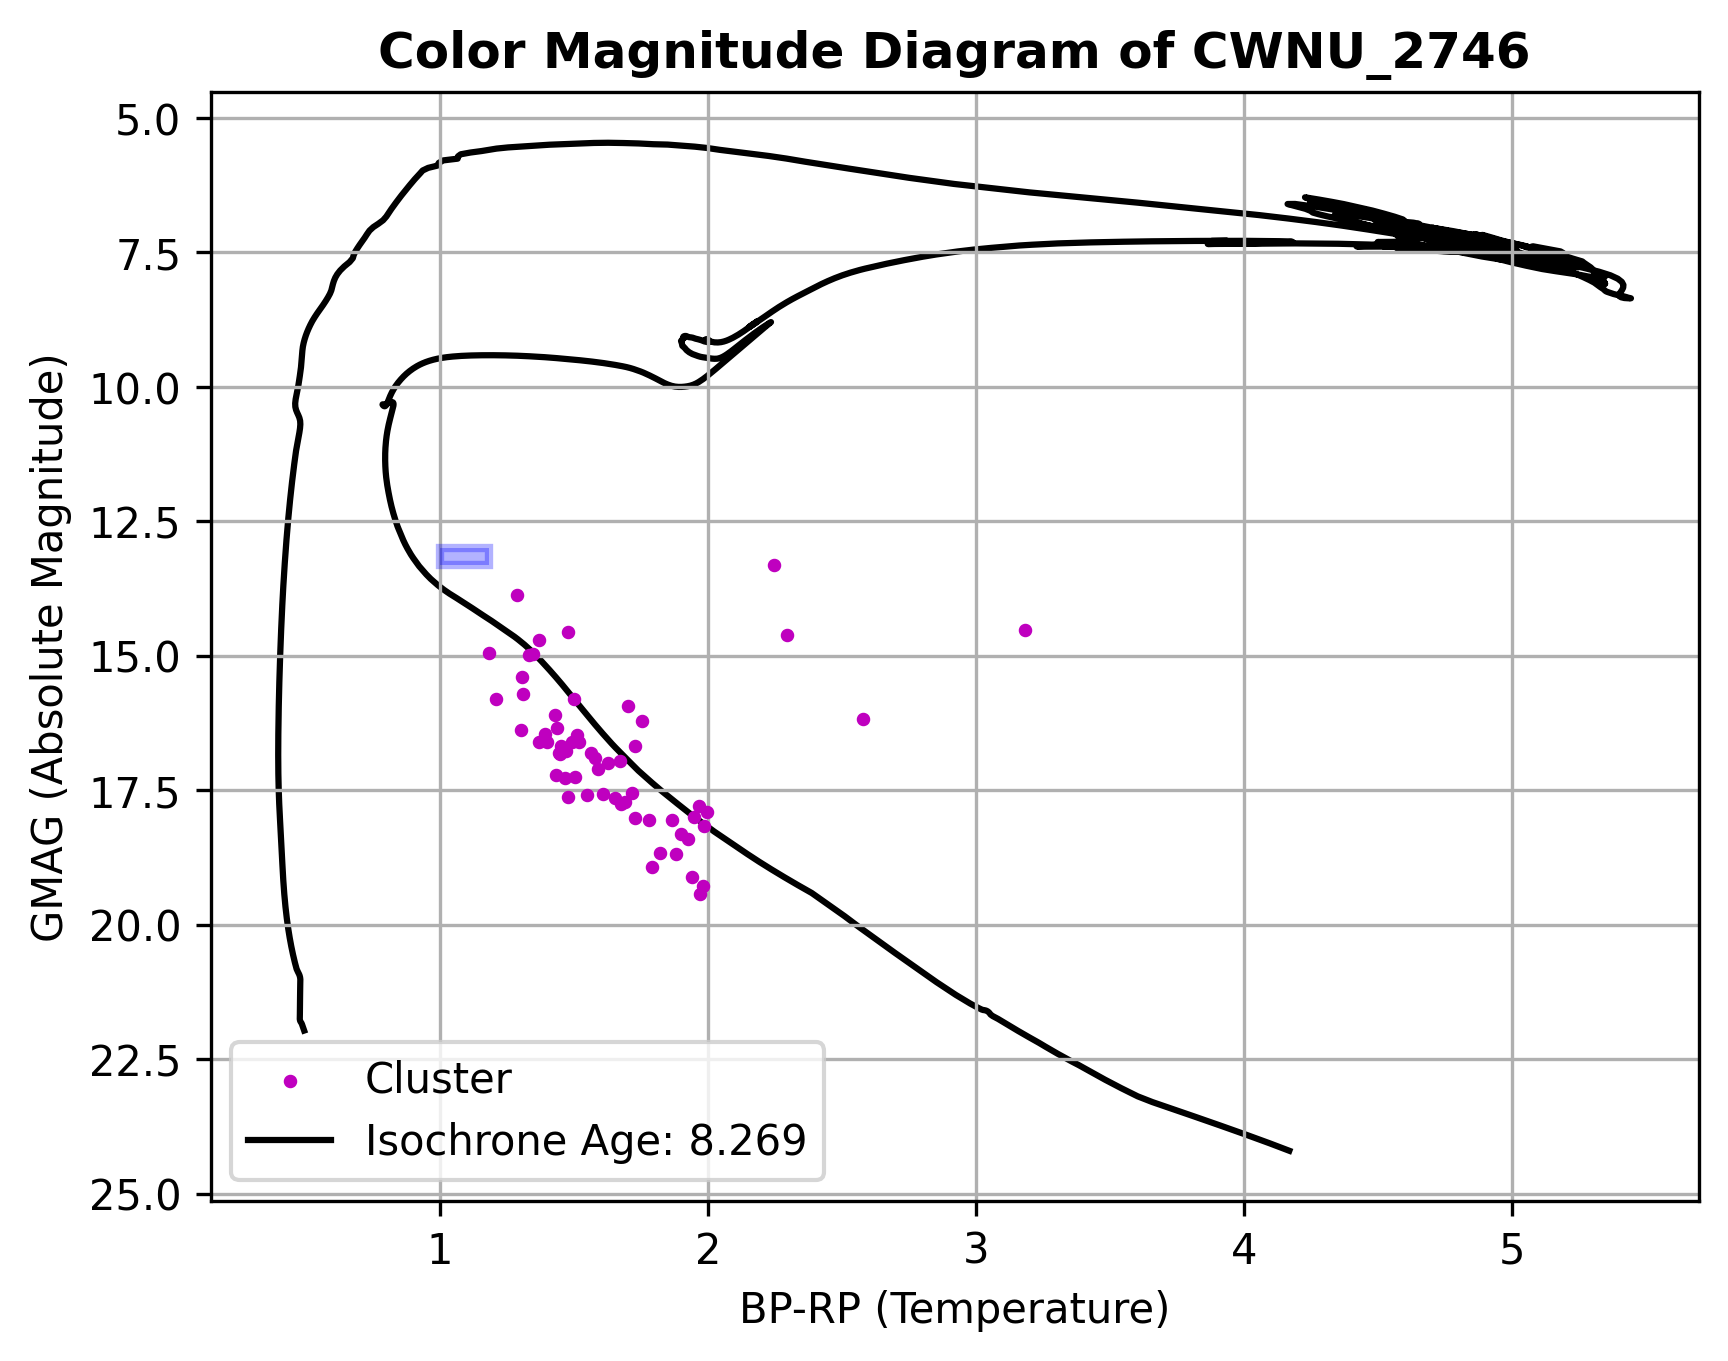 Color Magnitude Diagram of CWNU_2746
GMAG (Absolute Magnitude)
5.0
7.5
10.0
12.5
15.0
17.5
20.0
22.5
25.0
Cluster
Isochrone Age: 8.269
1 2 3 4 5
BP-RP (Temperature)